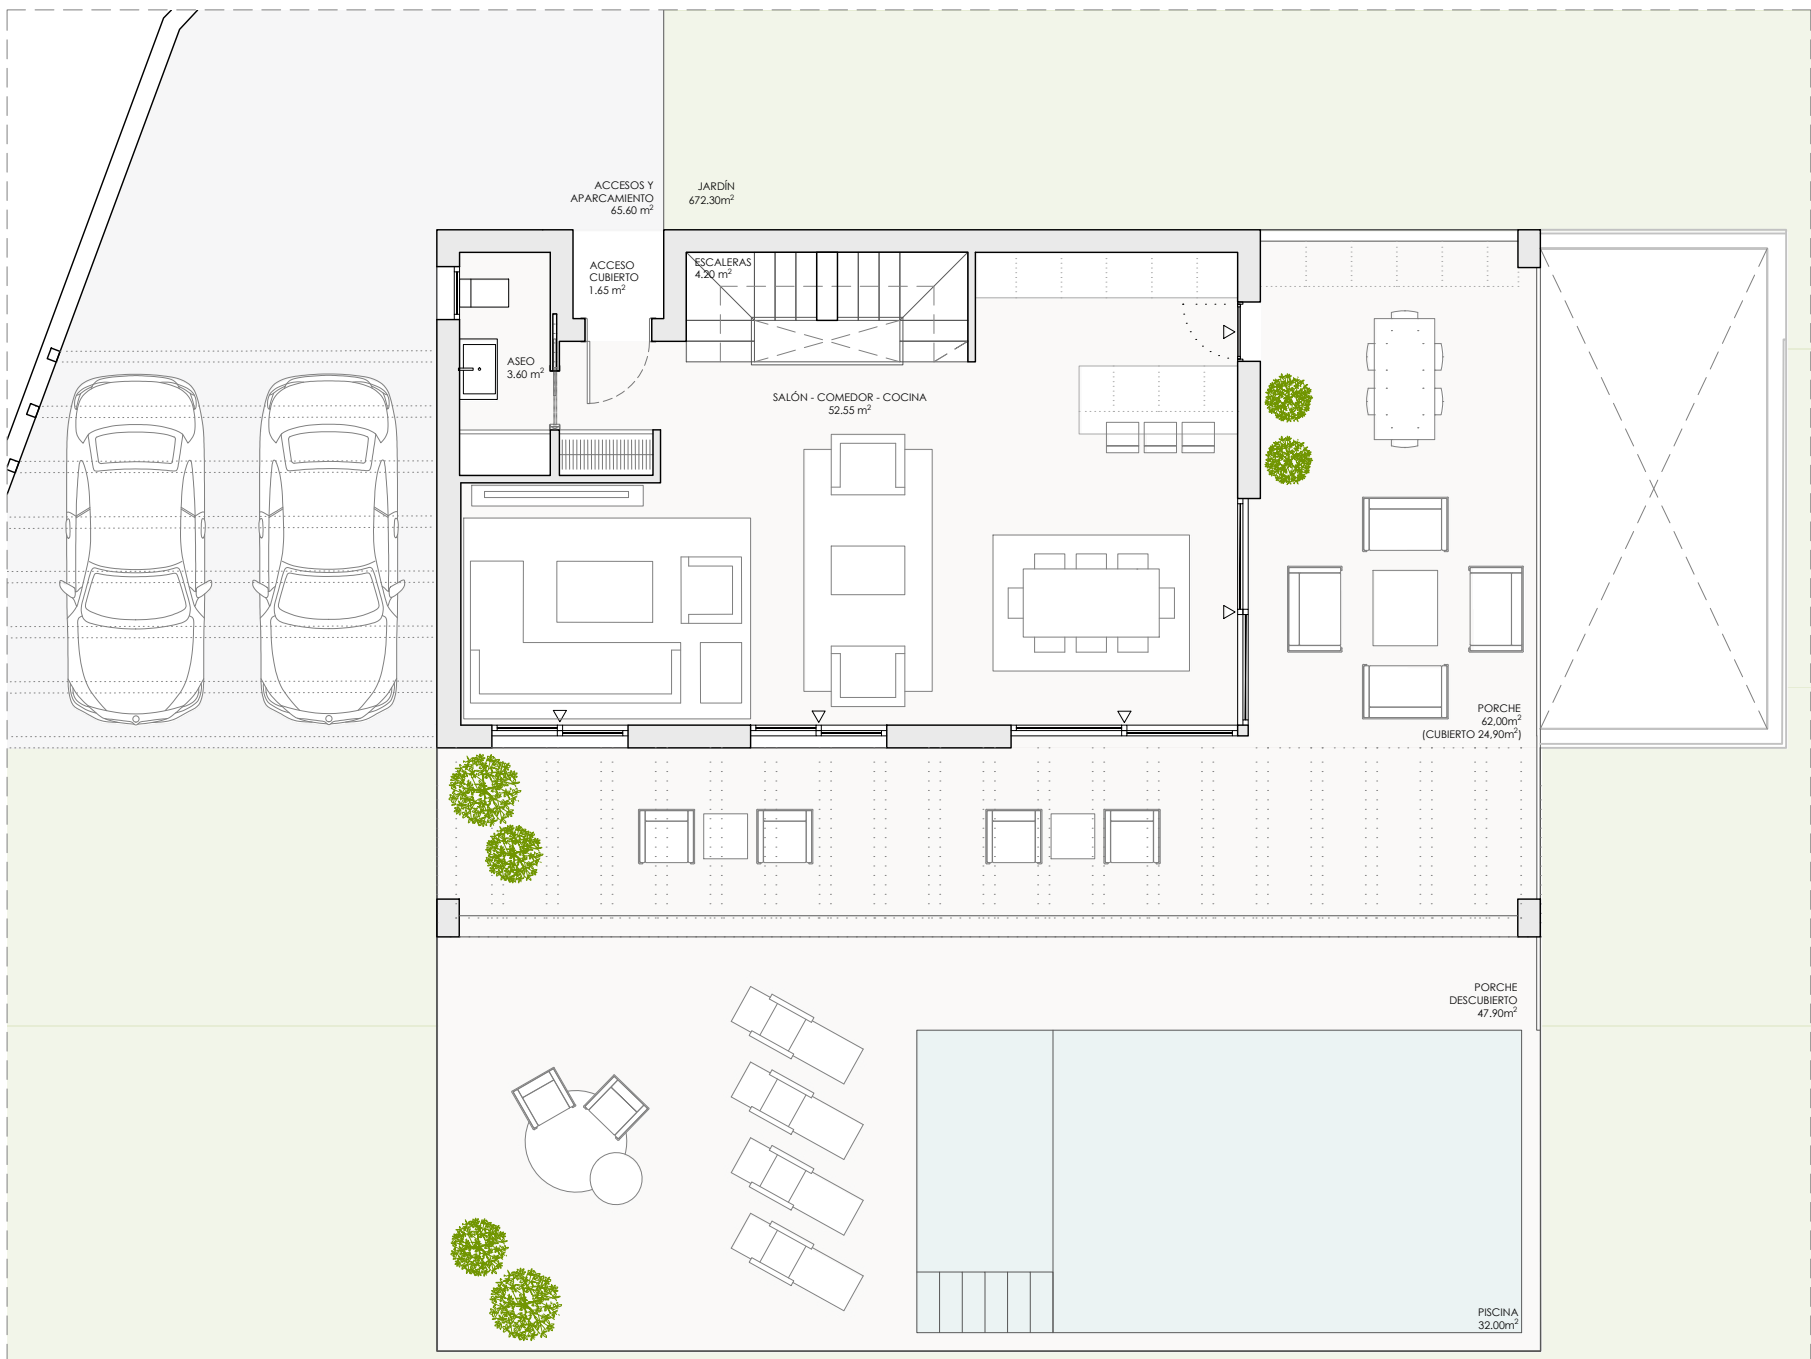 ACCESOS Y
APARCAMIENTO
65.60 m²
JARDÍN
672.30m²
ACCESO
CUBIERTO
1.65 m²
ESCALERAS
4.20 m²
ASEO
3.60 m²
SALÓN - COMEDOR - COCINA
52.55 m²
PORCHE
62,00m²
(CUBIERTO 24,90m²)
PORCHE
DESCUBIERTO
47.90m²
PISCINA
32.00m²